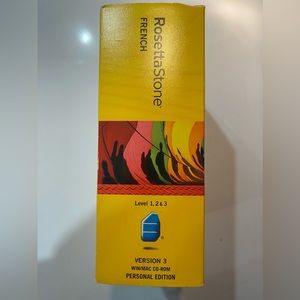 RosettaStone®
FRENCH
Level 1, 2 & 3
VERSION 3
WIN/MAC CD-ROM
PERSONAL EDITION